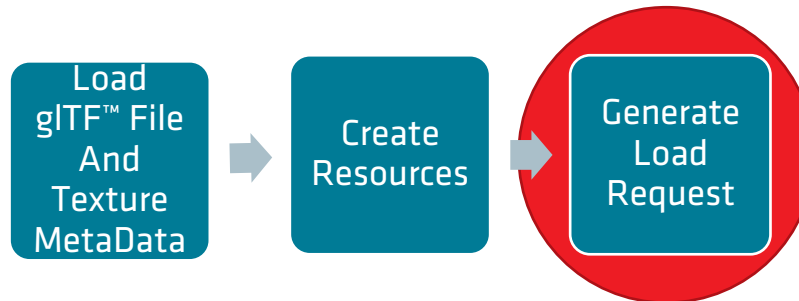 Load
glTF™ File
And
Texture
MetaData
Create
Resources
Generate
Load
Request